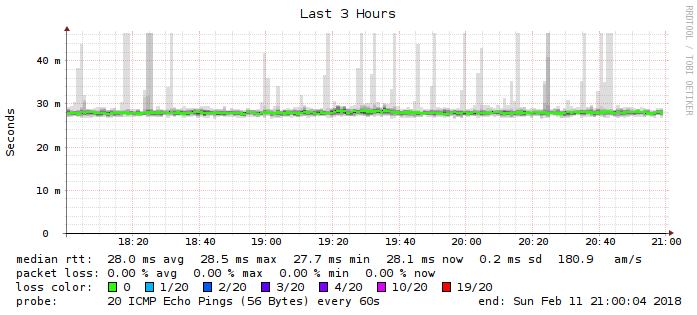 Last 3 Hours
RRDTOOL / TOBI OETIKER
Seconds
40 m
30 m
20 m
10 m
0
18:20 18:40 19:00 19:20 19:40 20:00 20:20 20:40 21:00
median rtt: 28.0 ms avg 28.5 ms max 27.7 ms min 28.1 ms now 0.2 ms sd 180.9 am/s
packet loss: 0.00 % avg 0.00 % max 0.00 % min 0.00 % now
loss color: 0 1/20 2/20 3/20 4/20 10/20 19/20
probe: 20 ICMP Echo Pings (56 Bytes) every 60s end: Sun Feb 11 21:00:04 2018